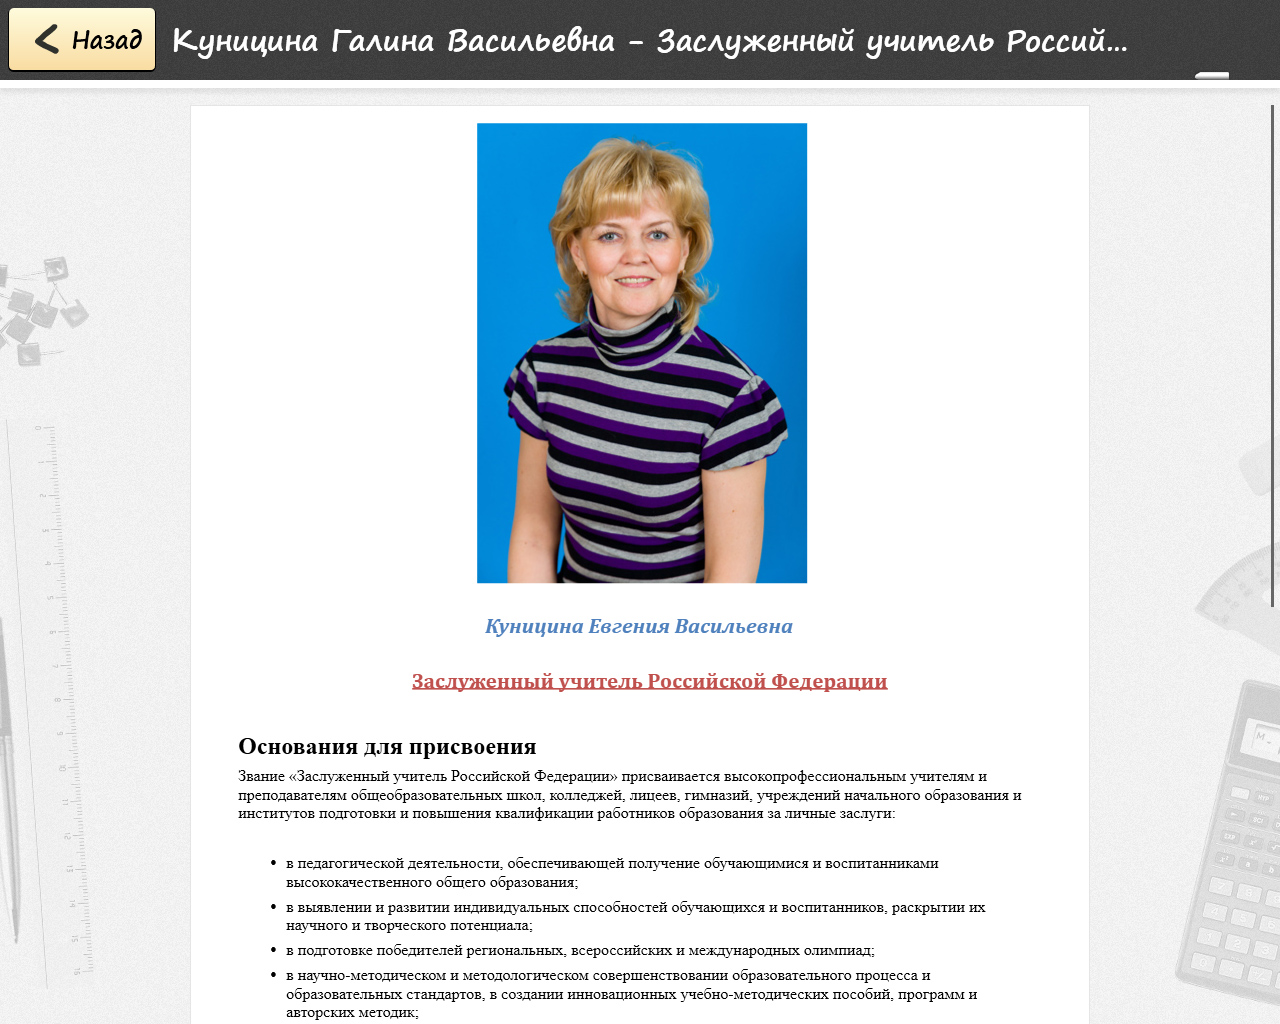 Назад
Куницина Галина Васильевна - Заслуженный учитель Россий...
Куницина Евгения Васильевна
Заслуженный учитель Российской Федерации
Основания для присвоения
Звание «Заслуженный учитель Российской Федерации» присваивается высокопрофессиональным учителям и
преподавателям общеобразовательных школ, колледжей, лицеев, гимназий, учреждений начального образования и
институтов подготовки и повышения квалификации работников образования за личные заслуги:
• в педагогической деятельности, обеспечивающей получение обучающимися и воспитанниками
высококачественного общего образования;
• в выявлении и развитии индивидуальных способностей обучающихся и воспитанников, раскрытии их
научного и творческого потенциала;
• в подготовке победителей региональных, всероссийских и международных олимпиад;
• в научно-методическом и методологическом совершенствовании образовательного процесса и
образовательных стандартов, в создании инновационных учебно-методических пособий, программ и
авторских методик;